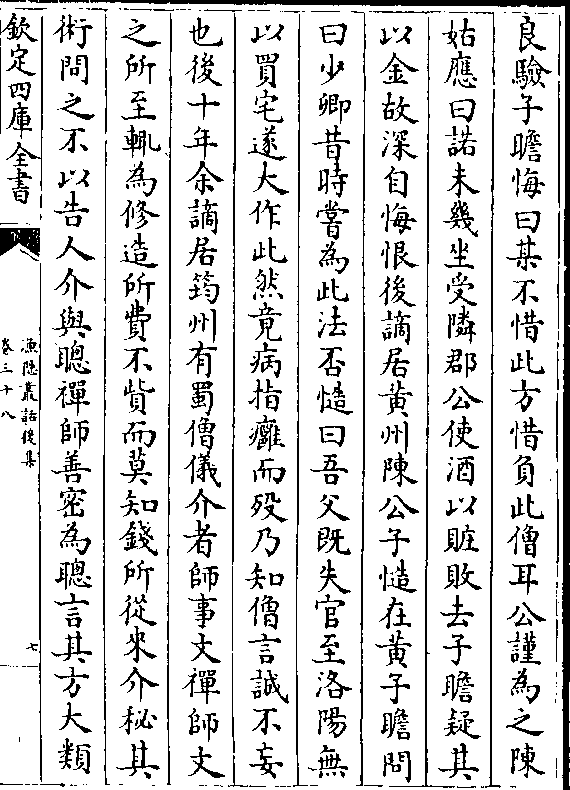 良驗子瞻悔曰某不惜此方惜負此僧耳公謹為之陳
姑應曰諾未幾坐受隣郡公使酒以贓敗去子瞻疑其
以金故深自悔恨後謫居黄州陳公子慥在黄子瞻問
曰少卿昔時嘗為此法否慥曰吾父既失官至洛陽無
以買宅遂大作此然竟病指癰而殁乃知僧言誠不妄
也後十年余謫居筠州有蜀僧儀介者師事文禪師文
之所至輒為修造所費不貲而莫知錢所從來介秘其
術問之不以告人介與聰禪師善密為聰言其方大類
欽定四庫全書
漁隱叢話後集
卷三十八
七